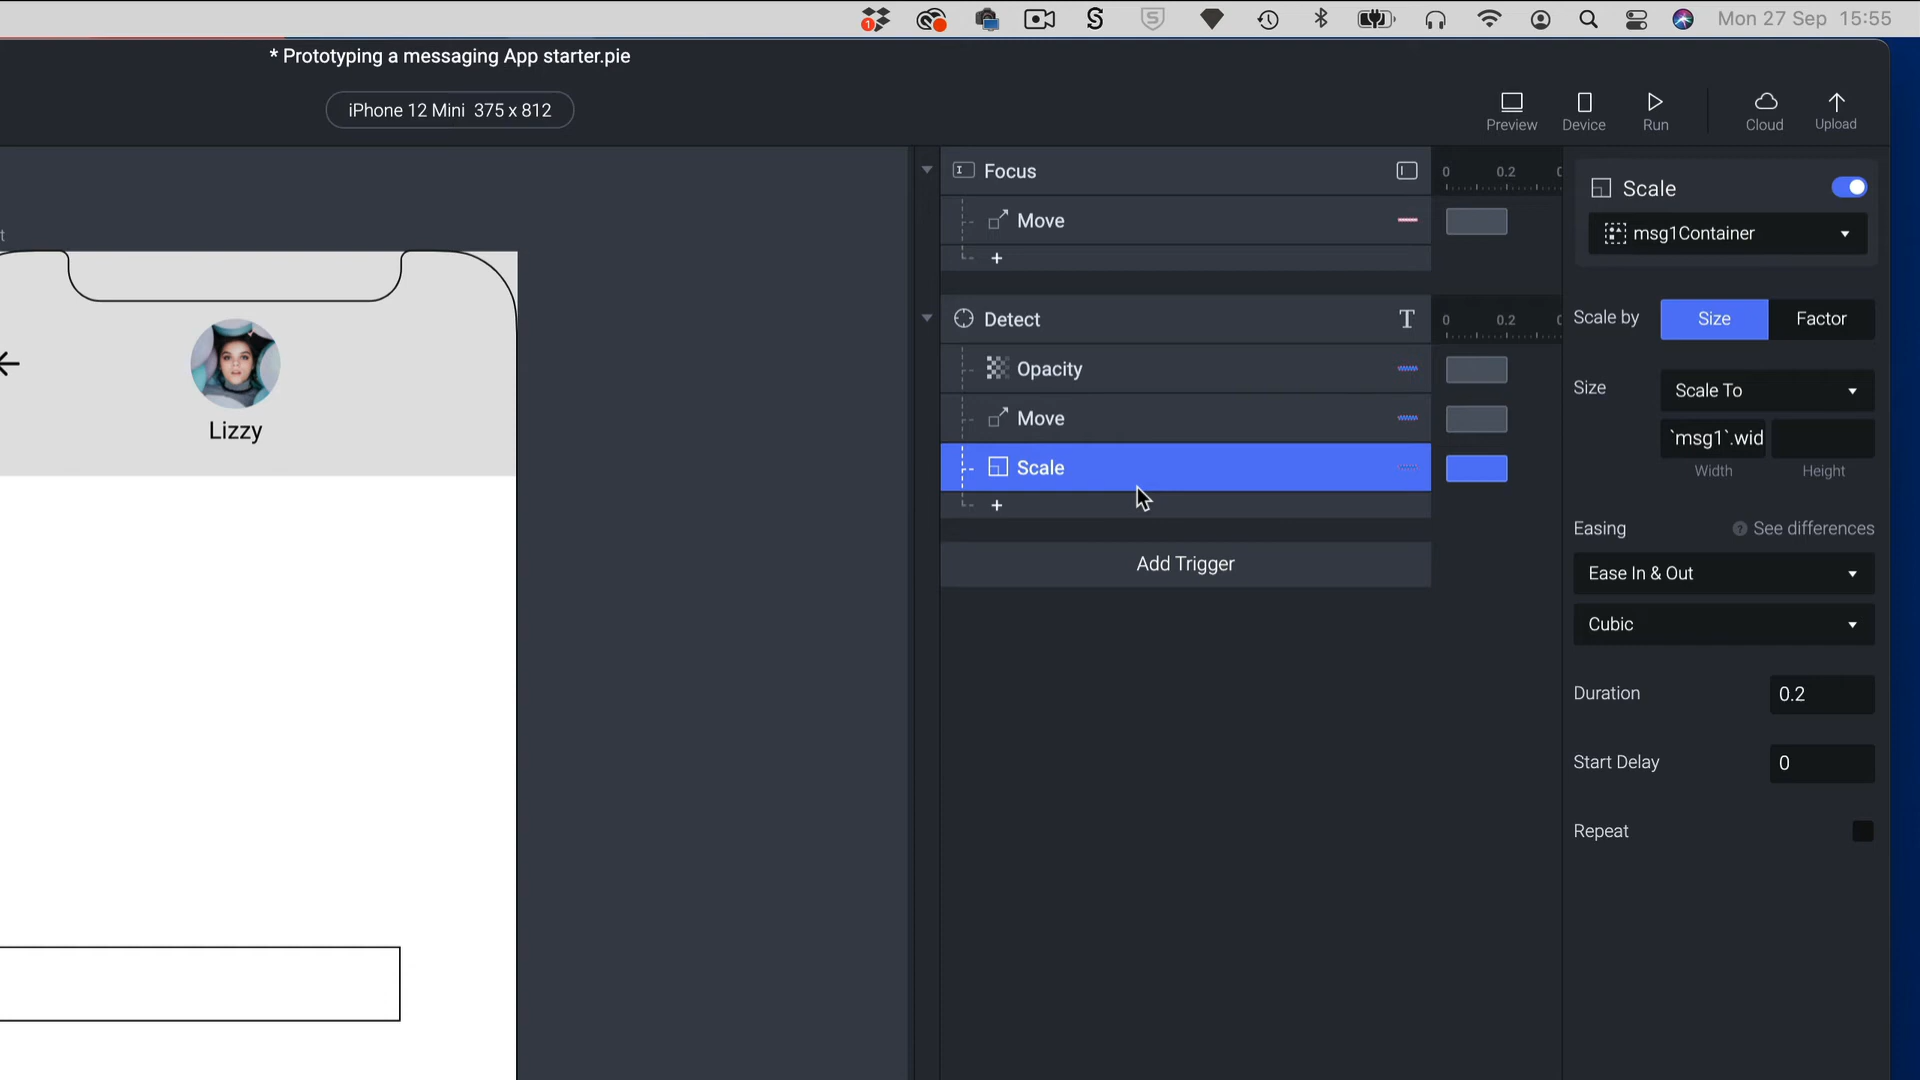 1
Mon 27 Sep 15:55
* Prototyping a messaging App starter.pie
iPhone 12 Mini 375 x 812
Preview
Device
Run
Cloud
Upload
t
Lizzy
Focus
0 0.2
Move
+
Detect
T
0 0.2
Opacity
Move
Scale
+
Add Trigger
Scale
msg1Container
Scale by
Size
Factor
Size
Scale To
`msg1`.wid
Width
Height
Easing
? See differences
Ease In & Out
Cubic
Duration
0.2
Start Delay
0
Repeat